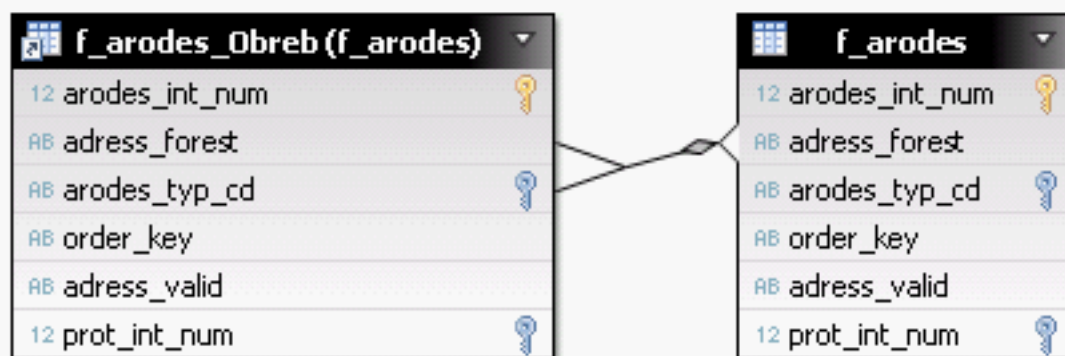 f_arodes_Obreb (f_arodes)
12 arodes_int_num
AB adress_forest
AB arodes_typ_cd
AB order_key
AB adress_valid
12 prot_int_num
f_arodes
12 arodes_int_num
AB adress_forest
AB arodes_typ_cd
AB order_key
AB adress_valid
12 prot_int_num